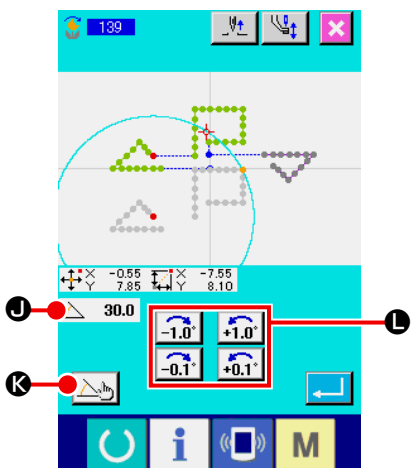 139
X -0.55 X -7.55
Y 7.85 Y 8.10
J 30.0 L
-1.0° +1.0°
-0.1° +0.1°
K
i M